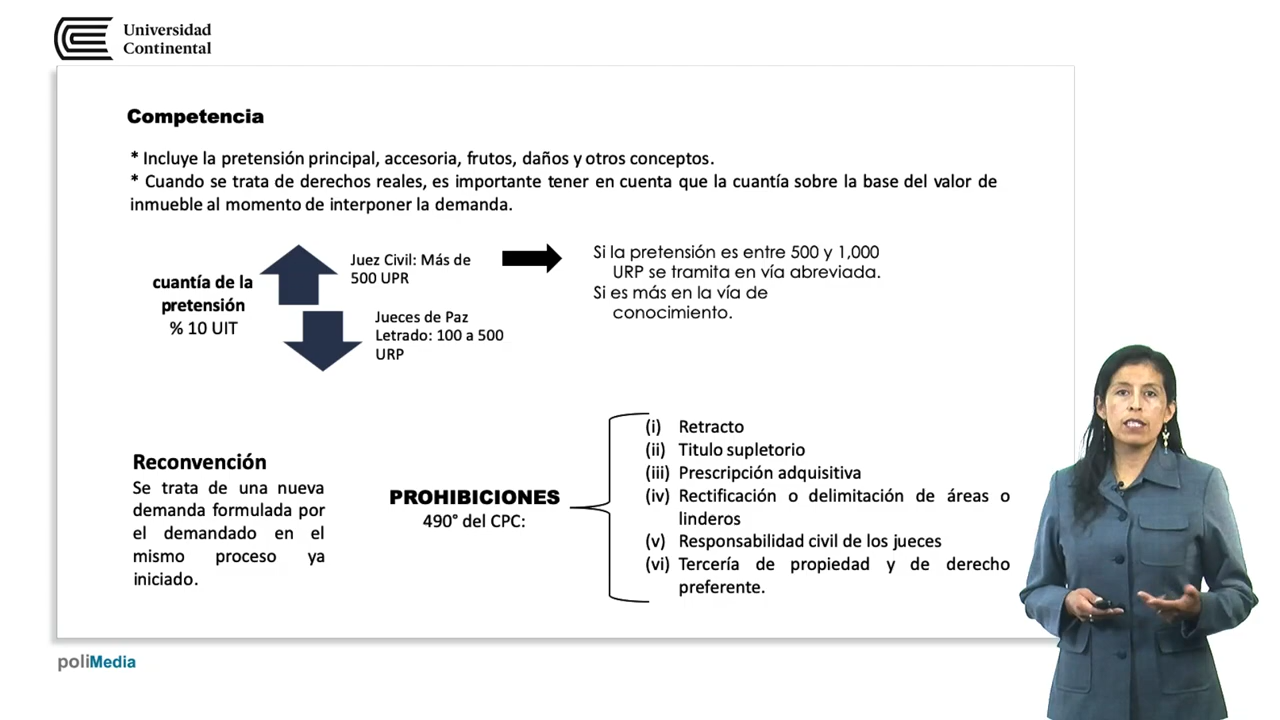 Universidad
Continental
Competencia
* Incluye la pretensión principal, accesoria, frutos, daños y otros conceptos.
* Cuando se trata de derechos reales, es importante tener en cuenta que la cuantía sobre la base del valor de
inmueble al momento de interponer la demanda.
cuantía de la
pretensión
% 10 UIT
Juez Civil: Más de
500 UPR
Jueces de Paz
Letrado: 100 a 500
URP
Si la pretensión es entre 500 y 1,000
URP se tramita en vía abreviada.
Si es más en la vía de
conocimiento.
Reconvención
Se trata de una nueva
demanda formulada por
el demandado en el
mismo proceso ya
iniciado.
PROHIBICIONES
490° del CPC:
(i) Retracto
(ii) Titulo supletorio
(iii) Prescripción adquisitiva
(iv) Rectificación o delimitación de áreas o
linderos
(v) Responsabilidad civil de los jueces
(vi) Tercería de propiedad y de derecho
preferente.
poliMedia